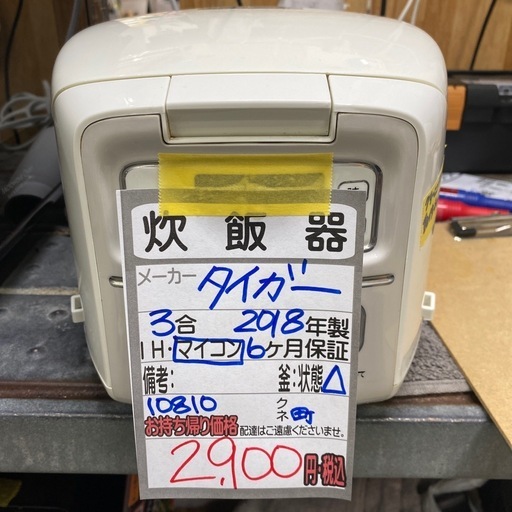 炊飯器
メーカー タイガー
3合 2018年製
IH・マイコン 6ヶ月保証
備考: 釜:状態△
10810 クネ 町
お持ち帰り価格 配達はご遠慮くださいませ。
2,900円・税込